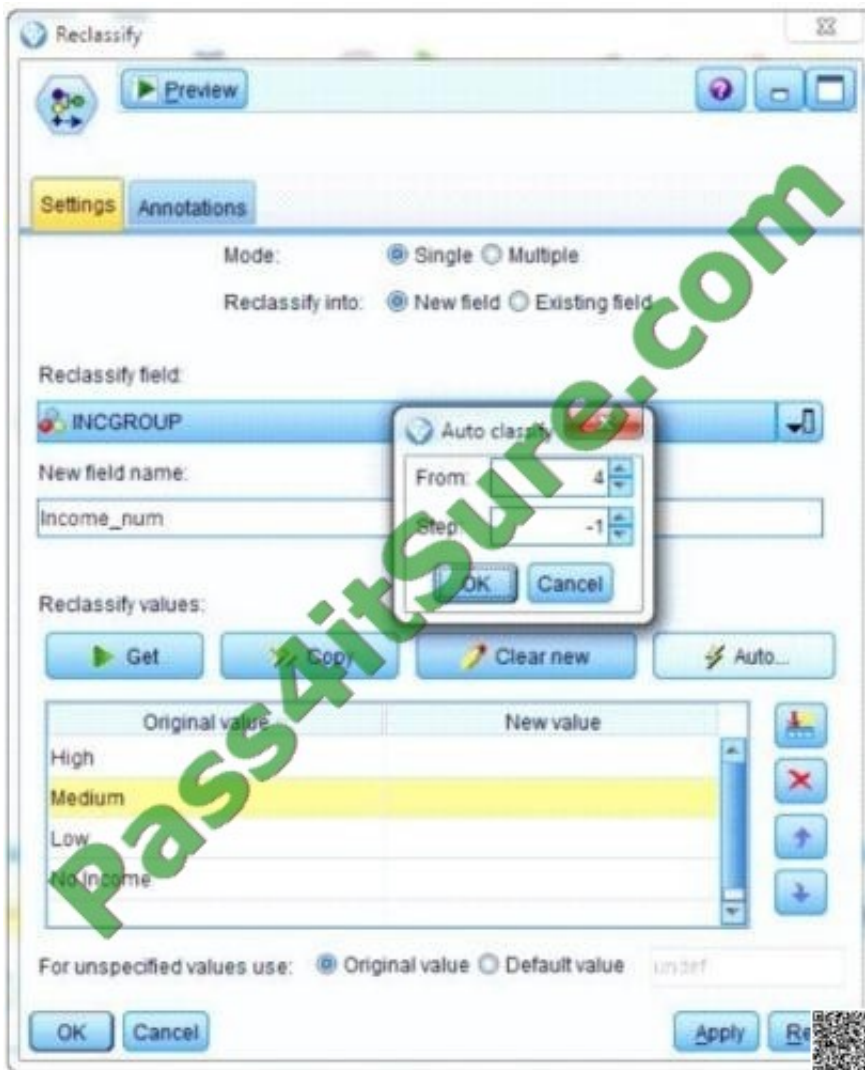 Reclassify
Preview
Settings Annotations
Mode: Single Multiple
Reclassify into: New field Existing field
Reclassify field:
INCGROUP
Auto classify
From: 4
Step: -1
OK Cancel
New field name:
Income_num
Reclassify values:
Get Copy Clear new Auto...
Original value New value
High
Medium
Low
No Income
For unspecified values use: Original value Default value undef
OK Cancel Apply
Pass4itSure.com